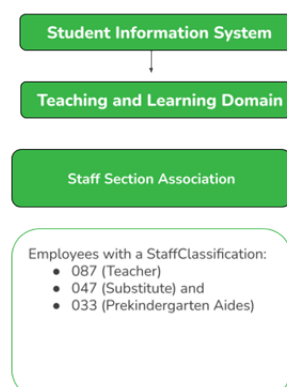 Student Information System
Teaching and Learning Domain
Staff Section Association
Employees with a StaffClassification:
● 087 (Teacher)
● 047 (Substitute) and
● 033 (Prekindergarten Aides)